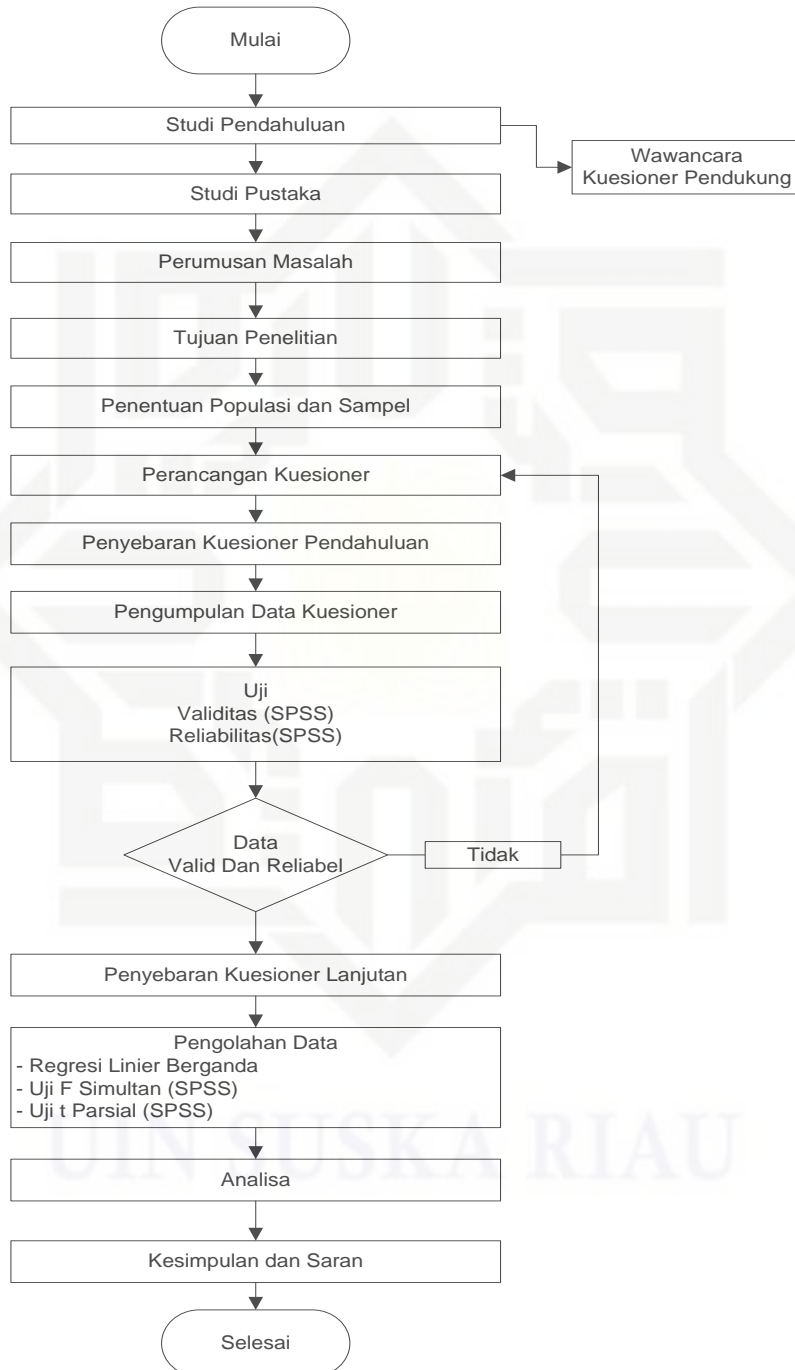 Mulai
Studi Pendahuluan
Wawancara
Kuesioner Pendukung
Studi Pustaka
Perumusan Masalah
Tujuan Penelitian
Penentuan Populasi dan Sampel
Perancangan Kuesioner
Penyebaran Kuesioner Pendahuluan
Pengumpulan Data Kuesioner
Uji
Validitas (SPSS)
Reliabilitas(SPSS)
Data
Valid Dan Reliabel
Tidak
Penyebaran Kuesioner Lanjutan
Pengolahan Data
- Regresi Linier Berganda
- Uji F Simultan (SPSS)
- Uji t Parsial (SPSS)
UIN SUSKA RIAU
Analisa
Kesimpulan dan Saran
Selesai